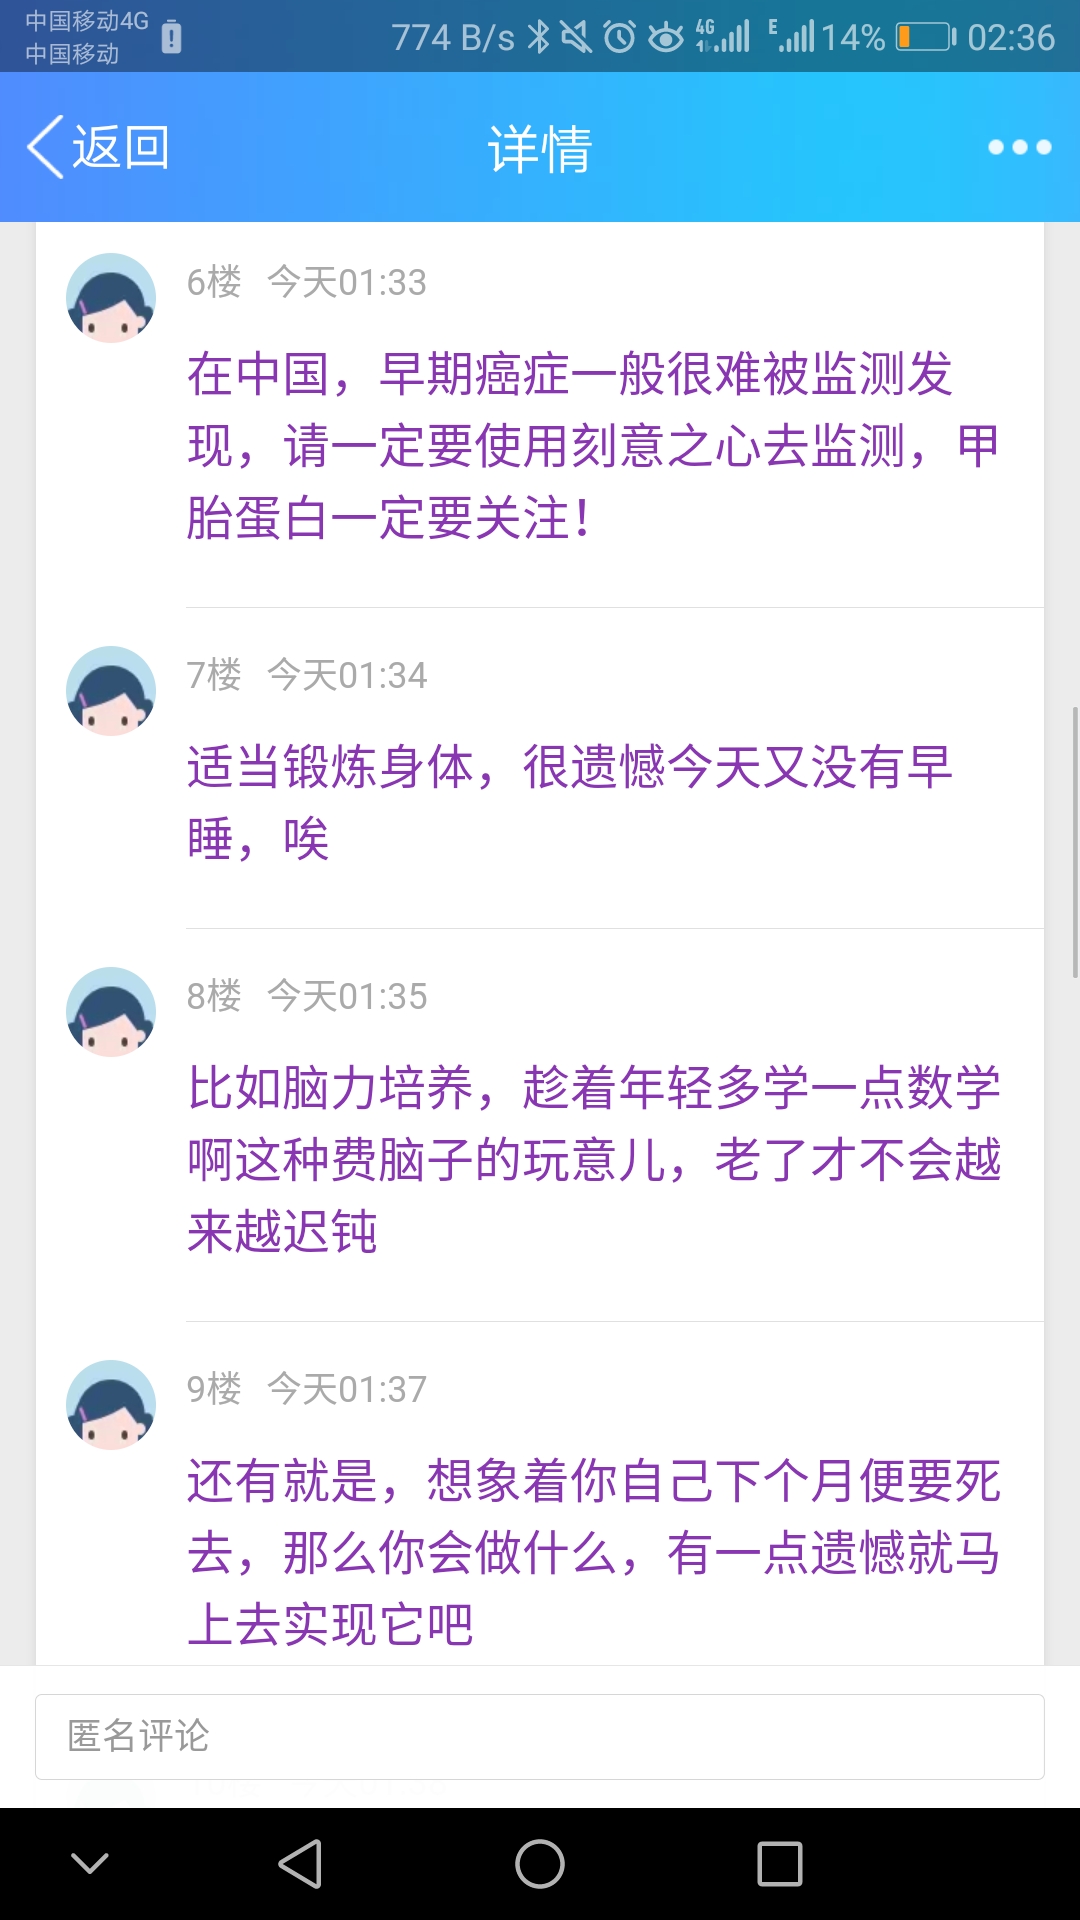 中国移动4G
中国移动
774 B/s 4G E 14% 02:36
返回 详情
6楼 今天01:33
在中国，早期癌症一般很难被监测发
现，请一定要使用刻意之心去监测，甲
胎蛋白一定要关注！
7楼 今天01:34
适当锻炼身体，很遗憾今天又没有早
睡，唉
8楼 今天01:35
比如脑力培养，趁着年轻多学一点数学
啊这种费脑子的玩意儿，老了才不会越
来越迟钝
9楼 今天01:37
还有就是，想象着你自己下个月便要死
去，那么你会做什么，有一点遗憾就马
上去实现它吧
匿名评论